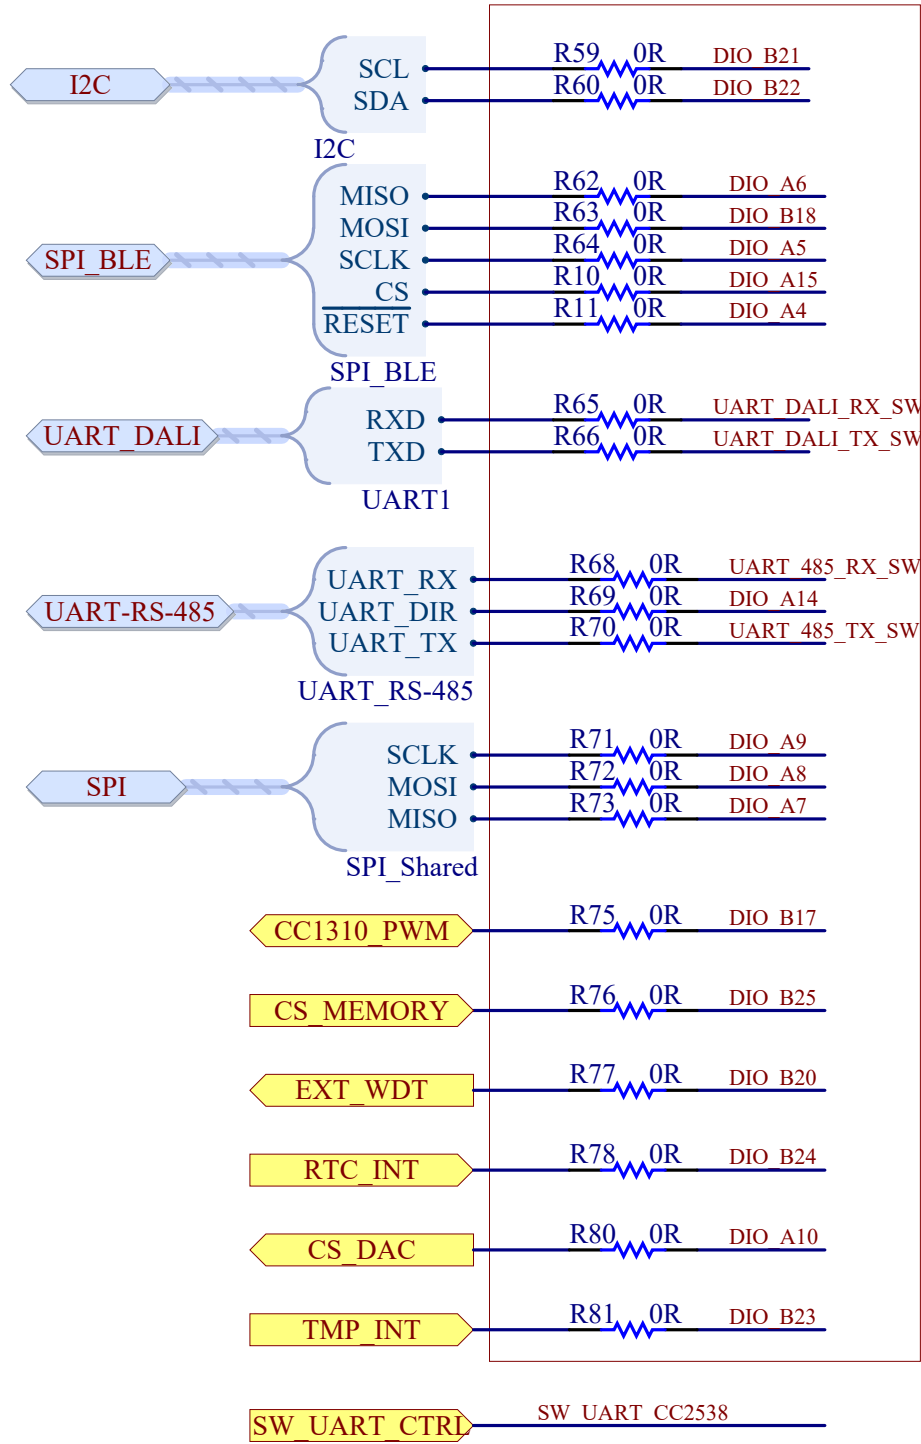 R59 0R DIO_B21
I2C SCL
R60 0R DIO_B22
SDA
I2C
R62 0R DIO_A6
MISO
R63 0R DIO_B18
MOSI
R64 0R DIO_A5
SPI_BLE SCLK
R10 0R DIO_A15
CS
R11 0R DIO_A4
RESET
SPI_BLE
R65 0R UART_DALI_RX_SW
RXD
UART_DALI R66 0R UART_DALI_TX_SW
TXD
UART1
R68 0R UART_485_RX_SW
UART_RX
R69 0R DIO_A14
UART-RS-485 UART_DIR
R70 0R UART_485_TX_SW
UART_TX
UART_RS-485
R71 0R DIO_A9
SCLK
R72 0R DIO_A8
SPI MOSI
R73 0R DIO_A7
MISO
SPI_Shared
R75 0R DIO_B17
CC1310_PWM
R76 0R DIO_B25
CS_MEMORY
R77 0R DIO_B20
EXT_WDT
R78 0R DIO_B24
RTC_INT
R80 0R DIO_A10
CS_DAC
R81 0R DIO_B23
TMP_INT
SW_UART_CC2538
SW_UART_CTRL